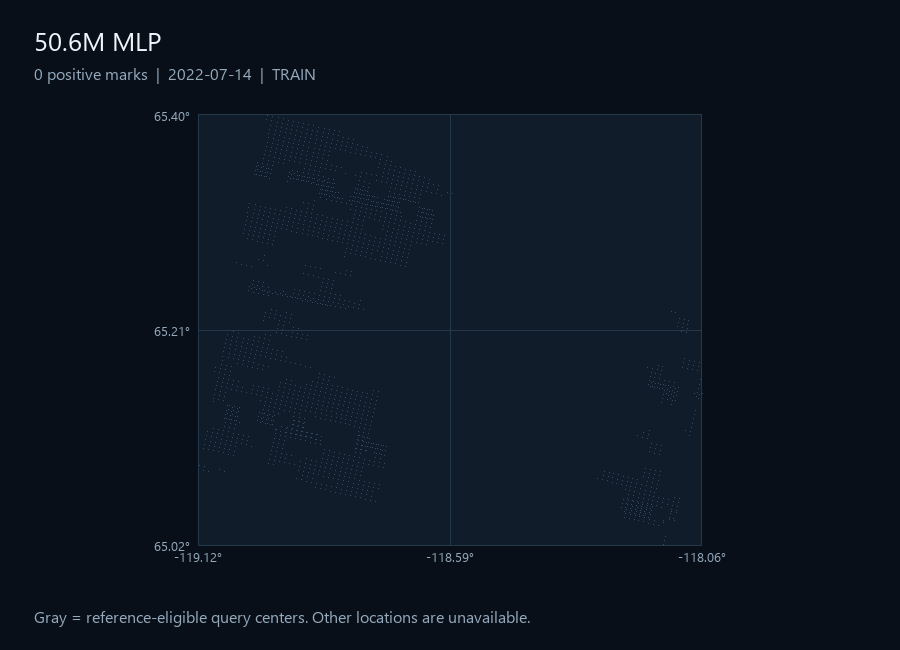 50.6M MLP
0 positive marks | 2022-07-14 | TRAIN
65.40°
65.21°
65.02°
-119.12° -118.59° -118.06°
Gray = reference-eligible query centers. Other locations are unavailable.